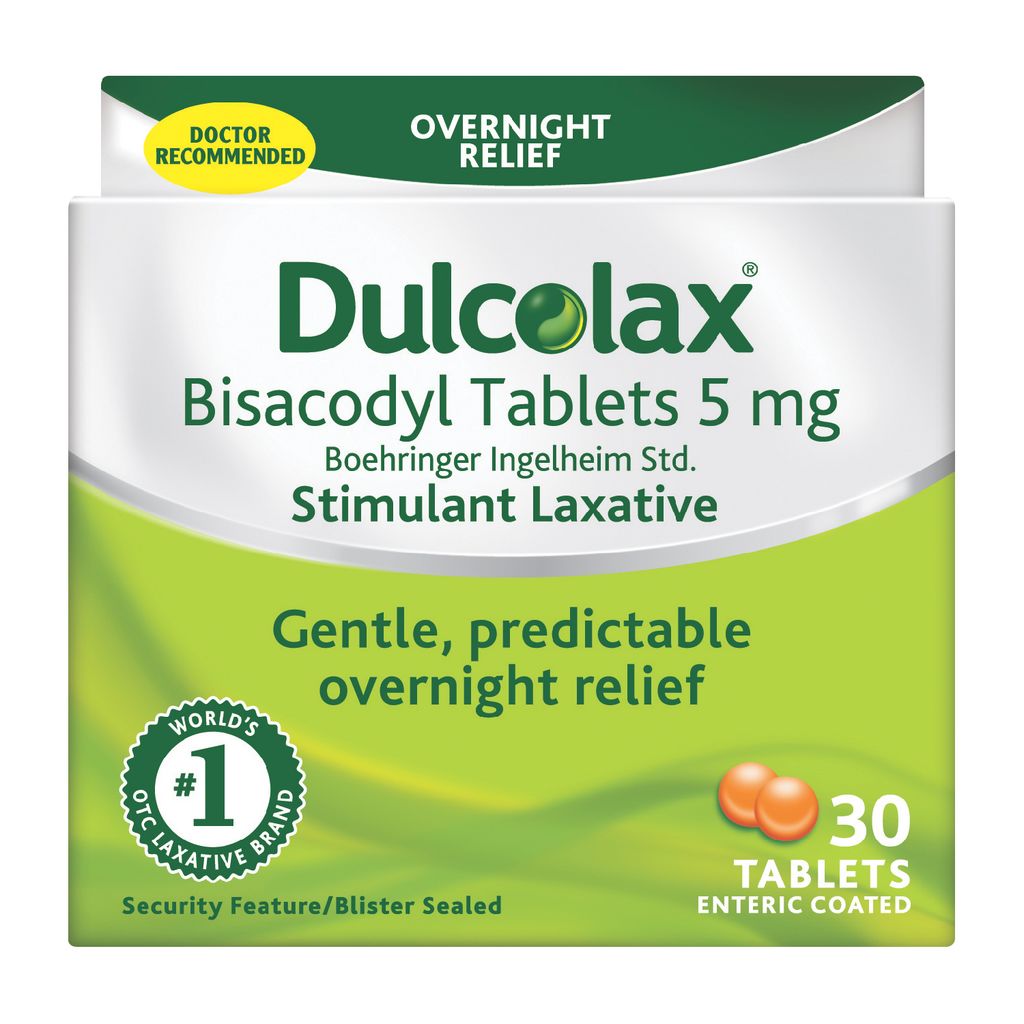 DOCTOR
RECOMMENDED
OVERNIGHT
RELIEF
Dulcolax®
Bisacodyl Tablets 5 mg
Boehringer Ingelheim Std.
Stimulant Laxative
Gentle, predictable
overnight relief
WORLD'S
#1
OTC LAXATIVE BRAND
30
TABLETS
ENTERIC COATED
Security Feature/Blister Sealed